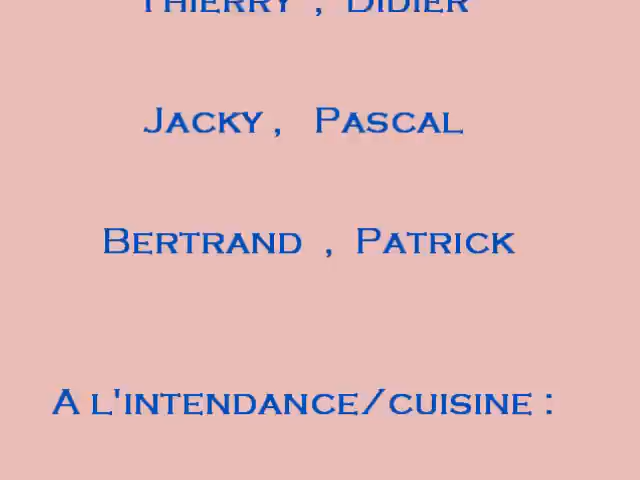 Thierry , Didier
Jacky , Pascal
Bertrand , Patrick
A l'intendance/cuisine :